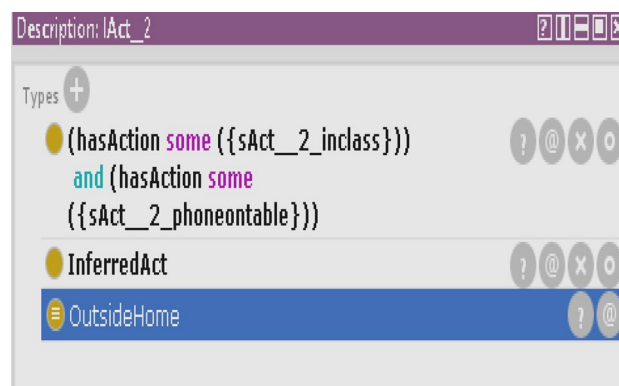 Description: IAct_2
Types
(hasAction some ({sAct__2_inclass}))
and (hasAction some
({sAct__2_phoneontable}))
InferredAct
OutsideHome